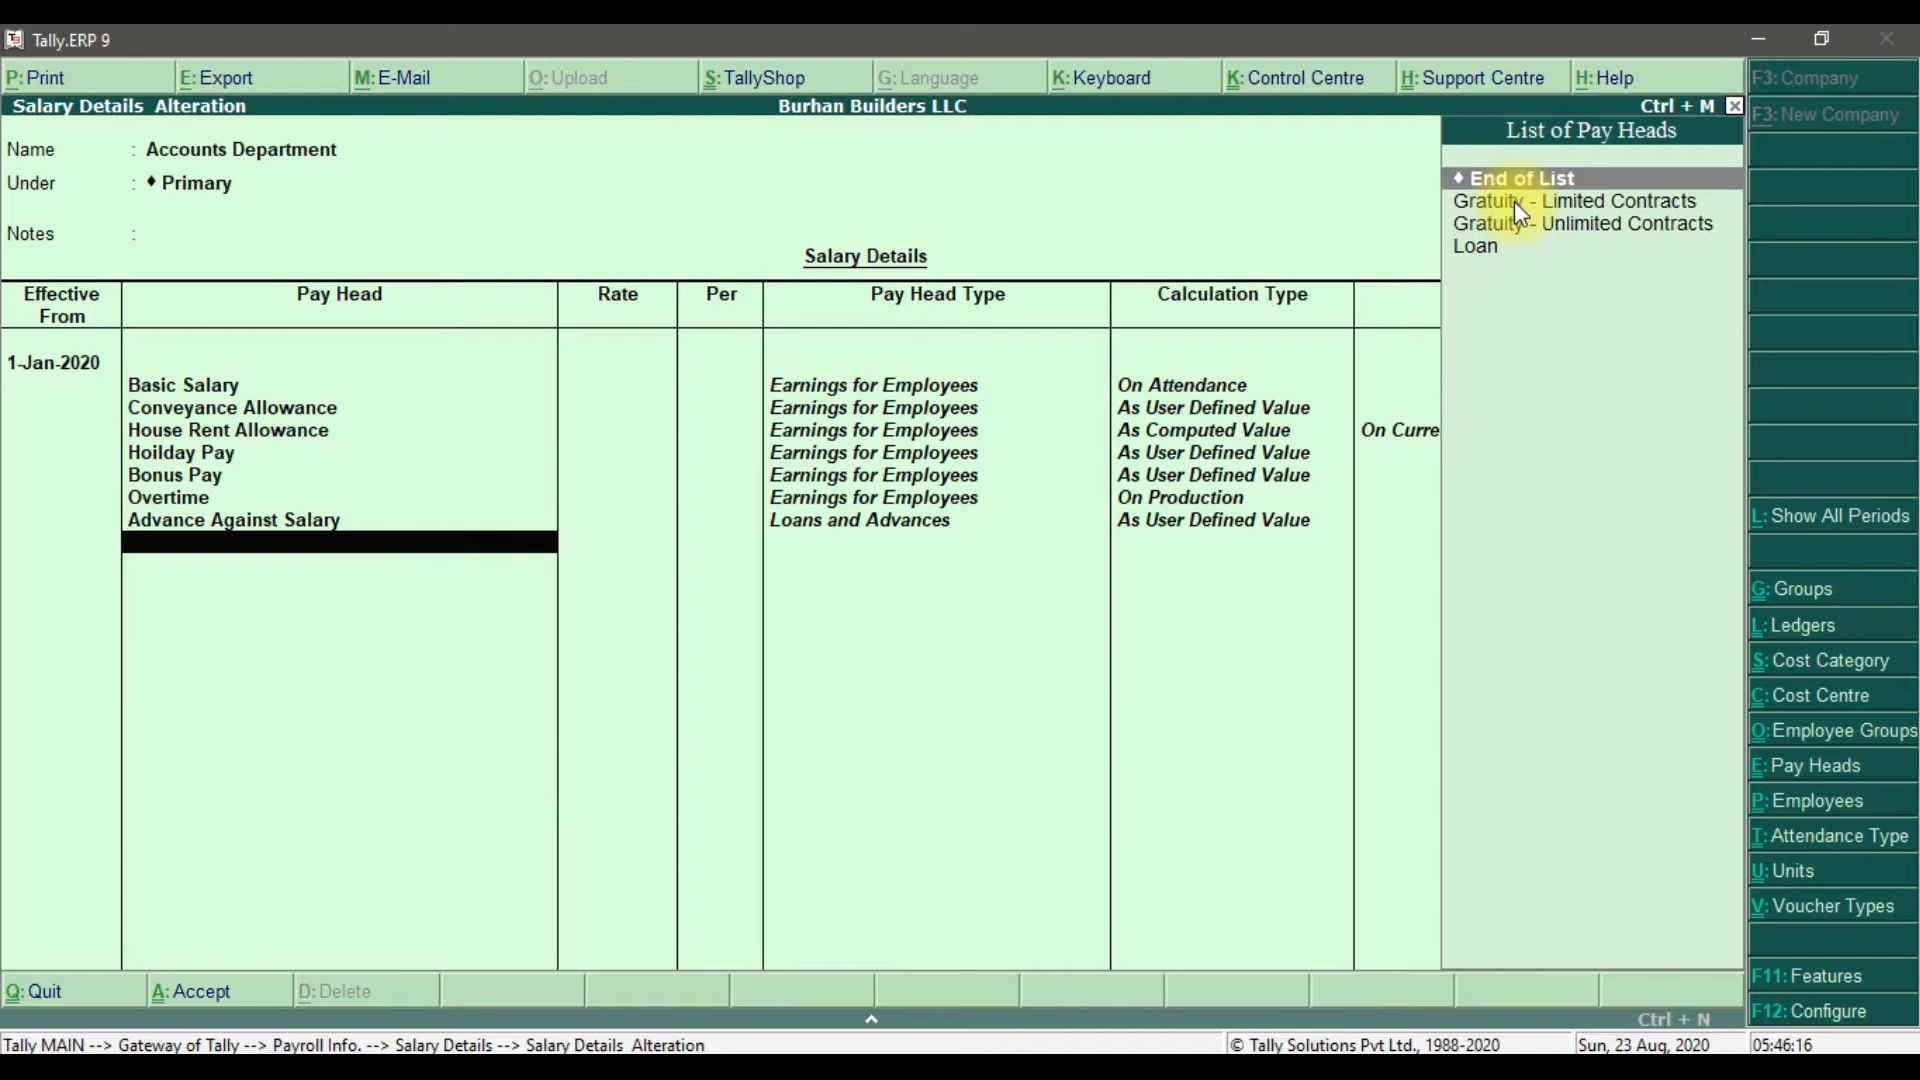 Tally.ERP 9
P: Print E: Export M: E-Mail O: Upload S: TallyShop G: Language K: Keyboard K: Control Centre H: Support Centre H: Help F3: Company
Salary Details Alteration Burhan Builders LLC Ctrl + M
F3: New Company
List of Pay Heads
Name : Accounts Department
Under : ♦ Primary
♦ End of List
Gratuity - Limited Contracts
Gratuity - Unlimited Contracts
Loan
Notes :
Salary Details
Effective From Pay Head Rate Per Pay Head Type Calculation Type
1-Jan-2020
Basic Salary Earnings for Employees On Attendance
Conveyance Allowance Earnings for Employees As User Defined Value
House Rent Allowance Earnings for Employees As Computed Value On Curre
Hoilday Pay Earnings for Employees As User Defined Value
Bonus Pay Earnings for Employees As User Defined Value
Overtime Earnings for Employees On Production
Advance Against Salary Loans and Advances As User Defined Value
L: Show All Periods
G: Groups
L: Ledgers
S: Cost Category
C: Cost Centre
O: Employee Groups
E: Pay Heads
P: Employees
T: Attendance Type
U: Units
V: Voucher Types
F11: Features
F12: Configure
Q: Quit A: Accept D: Delete
Ctrl + N
Tally MAIN --> Gateway of Tally --> Payroll Info. --> Salary Details --> Salary Details Alteration © Tally Solutions Pvt Ltd., 1988-2020 Sun, 23 Aug, 2020 05:46:16